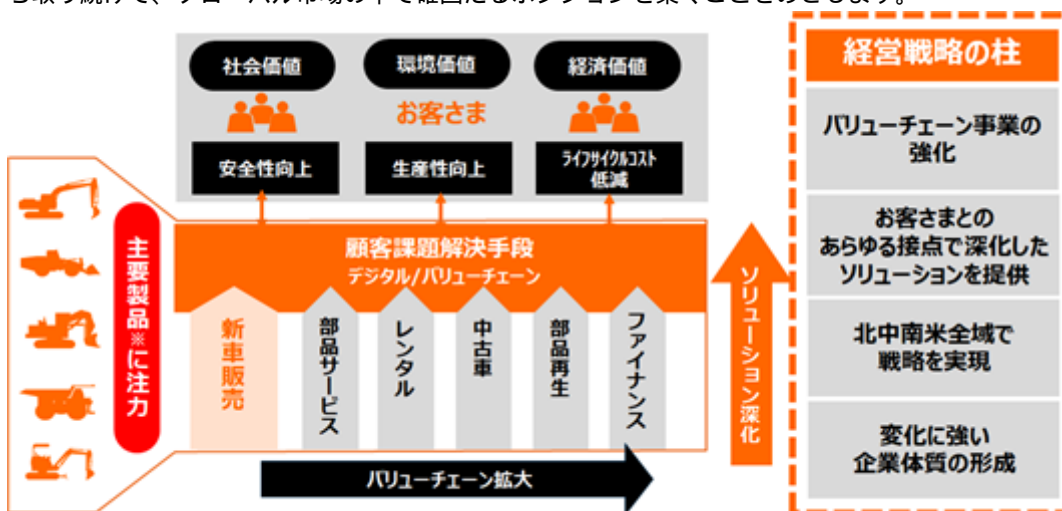 社会価値
環境価値
経済価値
お客さま
安全性向上
生産性向上
ライフサイクルコスト
低減
主要製品※に注力
顧客課題解決手段
デジタル/バリューチェーン
新車販売
部品サービス
レンタル
中古車
部品再生
ファイナンス
バリューチェーン拡大
ソリューション深化
経営戦略の柱
バリューチェーン事業の
強化
お客さまとの
あらゆる接点で深化した
ソリューションを提供
北中南米全域で
戦略を実現
変化に強い
企業体質の形成